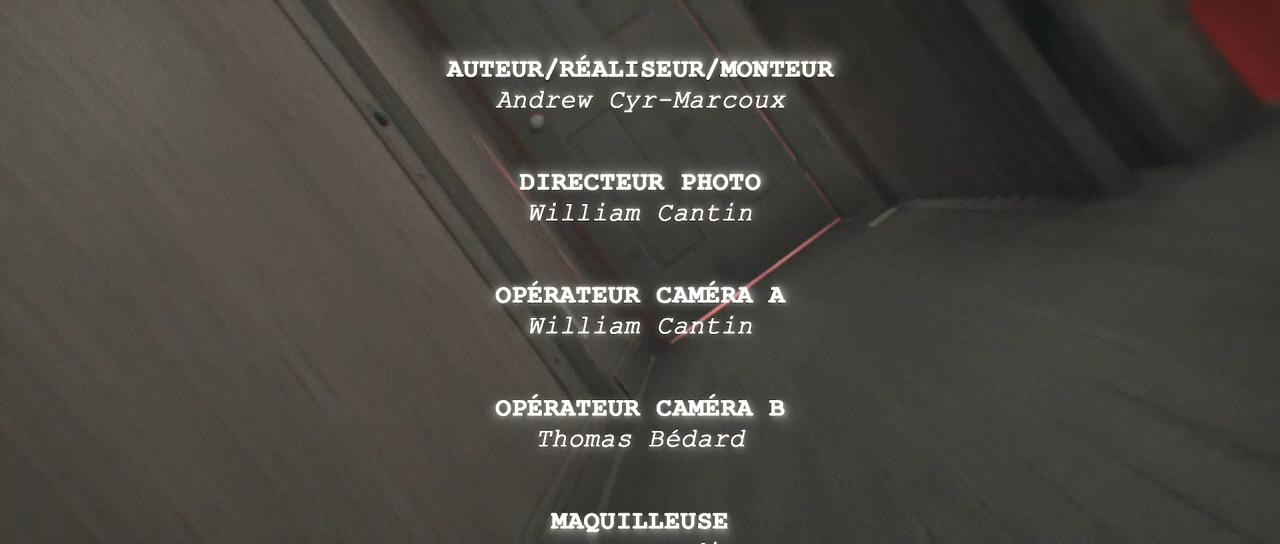 AUTEUR/RÉALISEUR/MONTEUR
Andrew Cyr-Marcoux
DIRECTEUR PHOTO
William Cantin
OPÉRATEUR CAMÉRA A
William Cantin
OPÉRATEUR CAMÉRA B
Thomas Bédard
MAQUILLEUSE